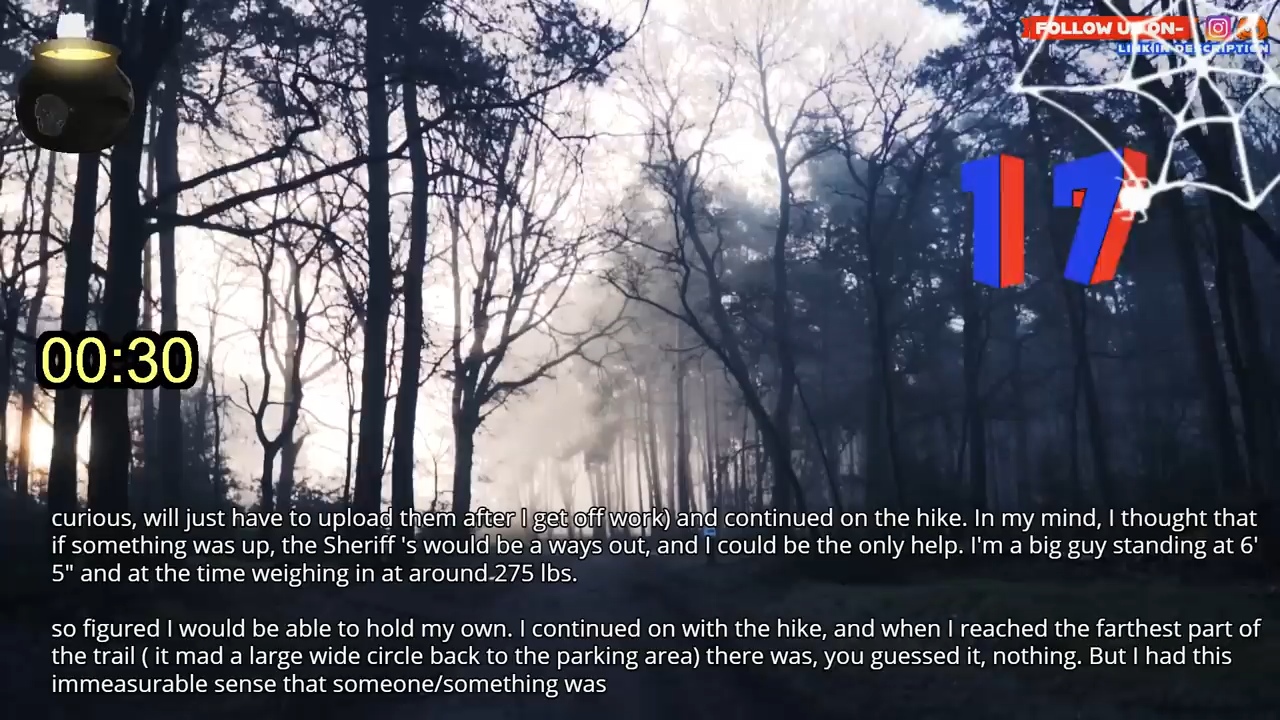 FOLLOW US ON-
LINK IN DESCRIPTION
17
00:30
curious, will just have to upload them after I get off work) and continued on the hike. In my mind, I thought that
if something was up, the Sheriff 's would be a ways out, and I could be the only help. I'm a big guy standing at 6'
5" and at the time weighing in at around 275 lbs.
so figured I would be able to hold my own. I continued on with the hike, and when I reached the farthest part of
the trail ( it mad a large wide circle back to the parking area) there was, you guessed it, nothing. But I had this
immeasurable sense that someone/something was